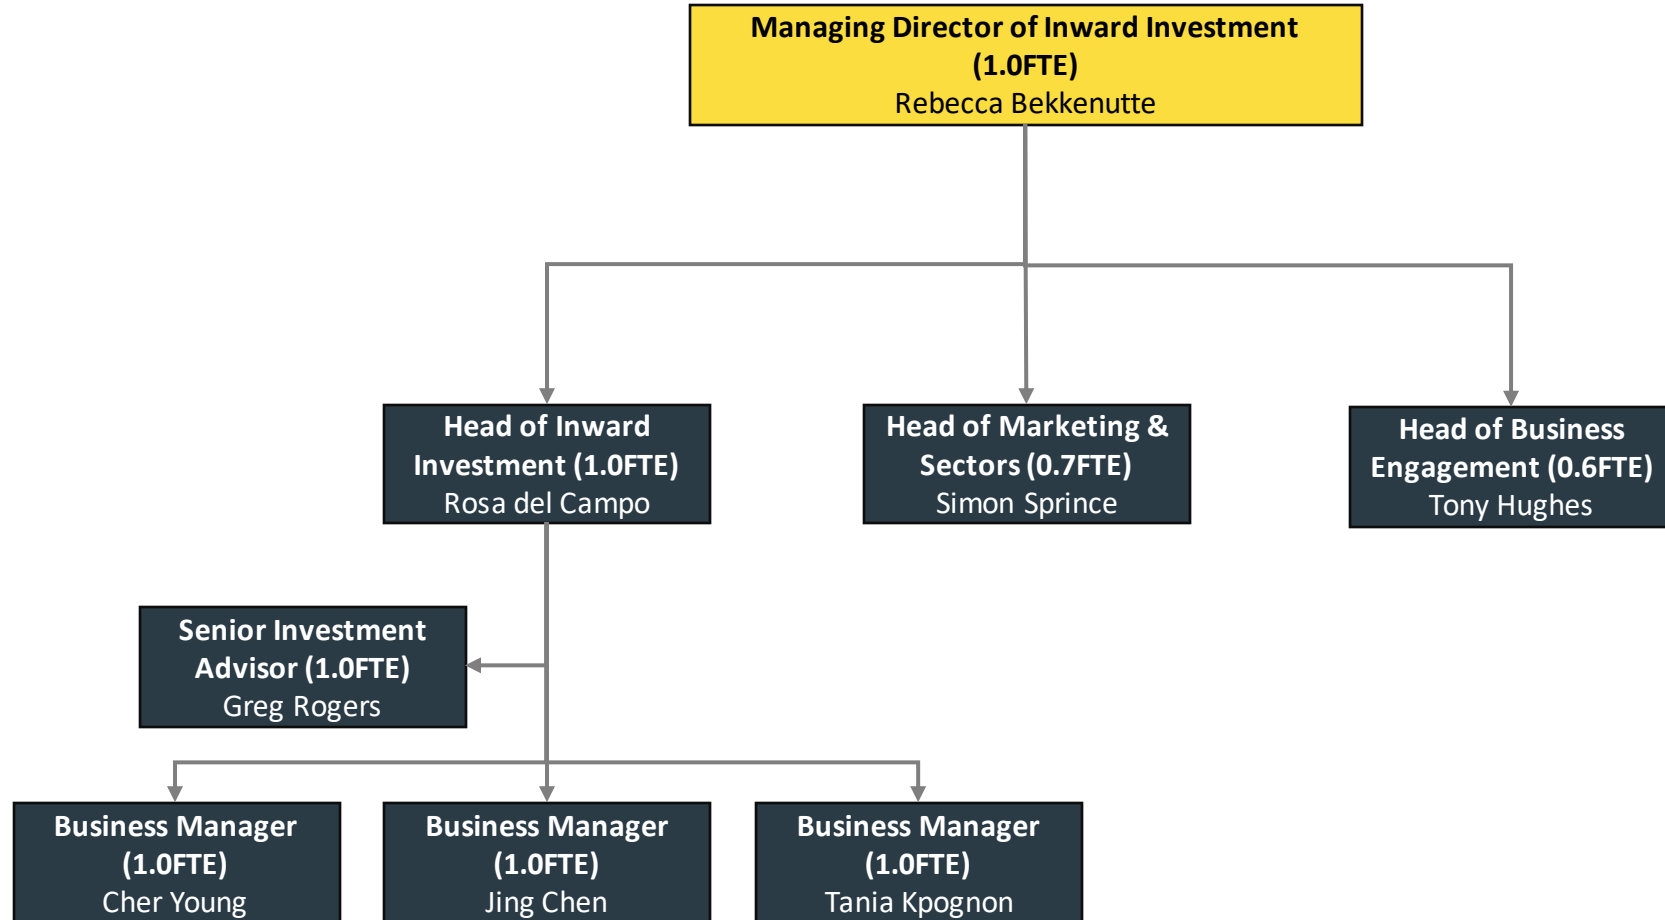 Managing Director of Inward Investment
(1.0FTE)
Rebecca Bekkenutte
Head of Inward
Investment (1.0FTE)
Rosa del Campo
Head of Marketing &
Sectors (0.7FTE)
Simon Sprince
Head of Business
Engagement (0.6FTE)
Tony Hughes
Senior Investment
Advisor (1.0FTE)
Greg Rogers
Business Manager
(1.0FTE)
Cher Young
Business Manager
(1.0FTE)
Jing Chen
Business Manager
(1.0FTE)
Tania Kpognon